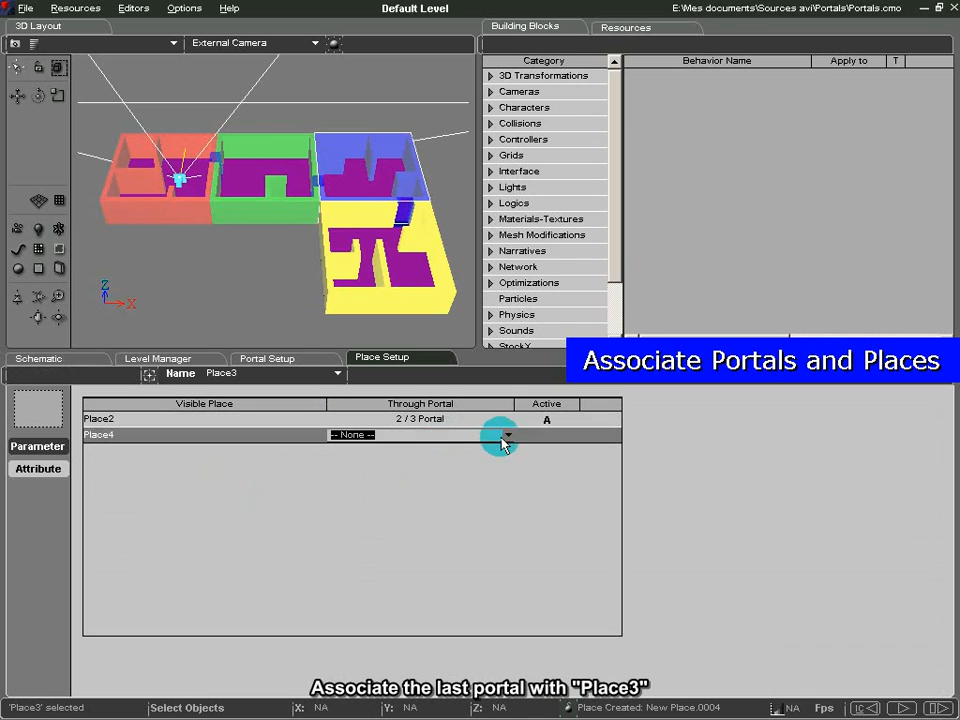 File Resources Editors Options Help Default Level E:\Mes documents\Sources avi\Portals\Portals.cmo
3D Layout
External Camera
Building Blocks Resources
Category Behavior Name Apply to T
3D Transformations
Cameras
Characters
Collisions
Controllers
Grids
Interface
Lights
Logics
Materials-Textures
Mesh Modifications
Narratives
Network
Optimizations
Particles
Physics
Sounds
StockX
Z
X
Associate Portals and Places
Schematic Level Manager Portal Setup Place Setup
Name Place3
Parameter
Attribute
Visible Place Through Portal Active
Place2 2 / 3 Portal A
Place4 -- None --
Associate the last portal with "Place3"
'Place3' selected Select Objects X: NA Y: NA Z: NA Place Created: New Place.0004 NA Fps IC